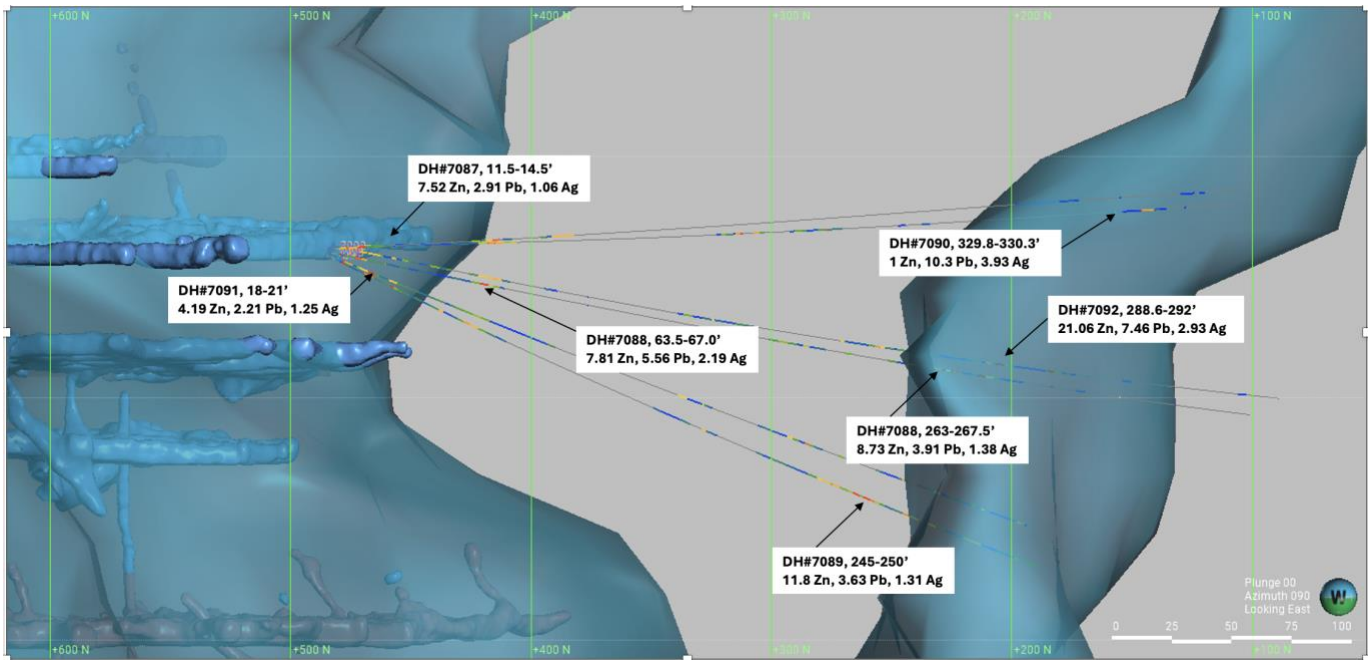 +600 N
+500 N
+400 N
+300 N
+200 N
+100 N
DH#7087, 11.5-14.5’
7.52 Zn, 2.91 Pb, 1.06 Ag
DH#7090, 329.8-330.3’
1 Zn, 10.3 Pb, 3.93 Ag
DH#7091, 18-21’
4.19 Zn, 2.21 Pb, 1.25 Ag
DH#7092, 288.6-292’
21.06 Zn, 7.46 Pb, 2.93 Ag
DH#7088, 63.5-67.0’
7.81 Zn, 5.56 Pb, 2.19 Ag
DH#7088, 263-267.5’
8.73 Zn, 3.91 Pb, 1.38 Ag
DH#7089, 245-250’
11.8 Zn, 3.63 Pb, 1.31 Ag
Plunge 00
Azimuth 090
Looking East
W
0 25 50 75 100
+600 N
+500 N
+400 N
+300 N
+200 N
+100 N